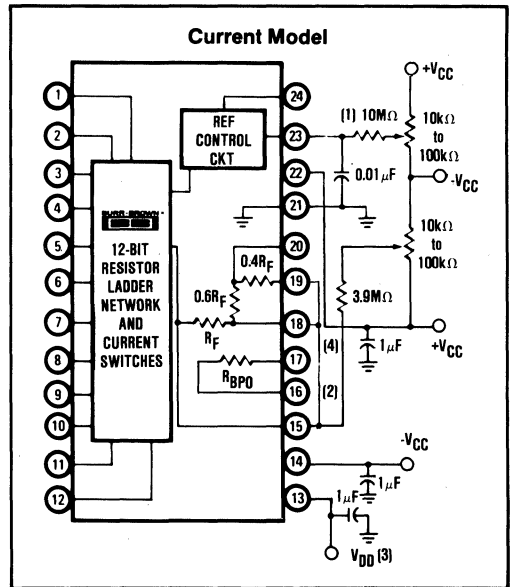 Current Model
1
2
3
4
5
6
7
8
9
10
11
12
BURR-BROWN
12-BIT
RESISTOR
LADDER
NETWORK
AND
CURRENT
SWITCHES
REF
CONTROL
CKT
0.4RF
0.6RF
RF
RBPO
24
23
22
21
20
19
18
17
16
15
14
13
+VCC
(1) 10MΩ
10kΩ
to
100kΩ
0.01μF
-VCC
10kΩ
to
100kΩ
3.9MΩ
(4)
1μF
+VCC
(2)
-VCC
1μF
1μF
VDD (3)